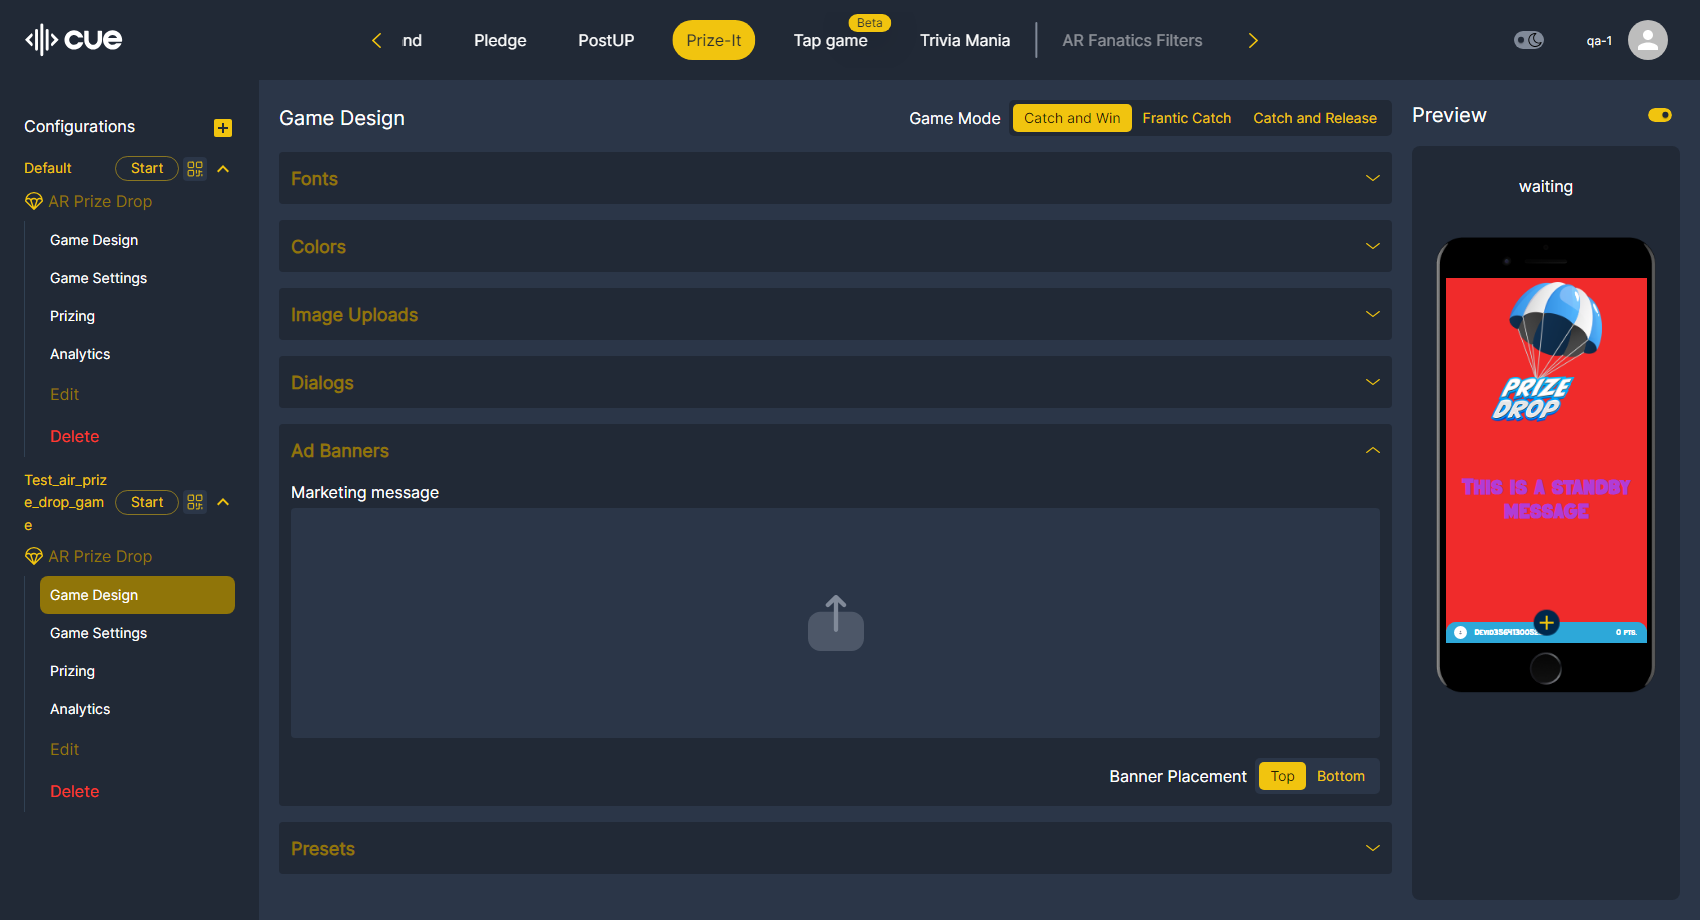 cue
nd
Pledge
PostUP
Prize-It
Beta
Tap game
Trivia Mania
AR Fanatics Filters
qa-1
Configurations
Default
Start
AR Prize Drop
Game Design
Game Settings
Prizing
Analytics
Edit
Delete
Test_air_priz
e_drop_gam
e
Start
AR Prize Drop
Game Design
Game Settings
Prizing
Analytics
Edit
Delete
Game Design
Game Mode
Catch and Win
Frantic Catch
Catch and Release
Fonts
Colors
Image Uploads
Dialogs
Ad Banners
Marketing message
Banner Placement
Top
Bottom
Presets
Preview
waiting
PRIZE
DROP
THIS IS A STANDBY
MESSAGE
0 PTS.